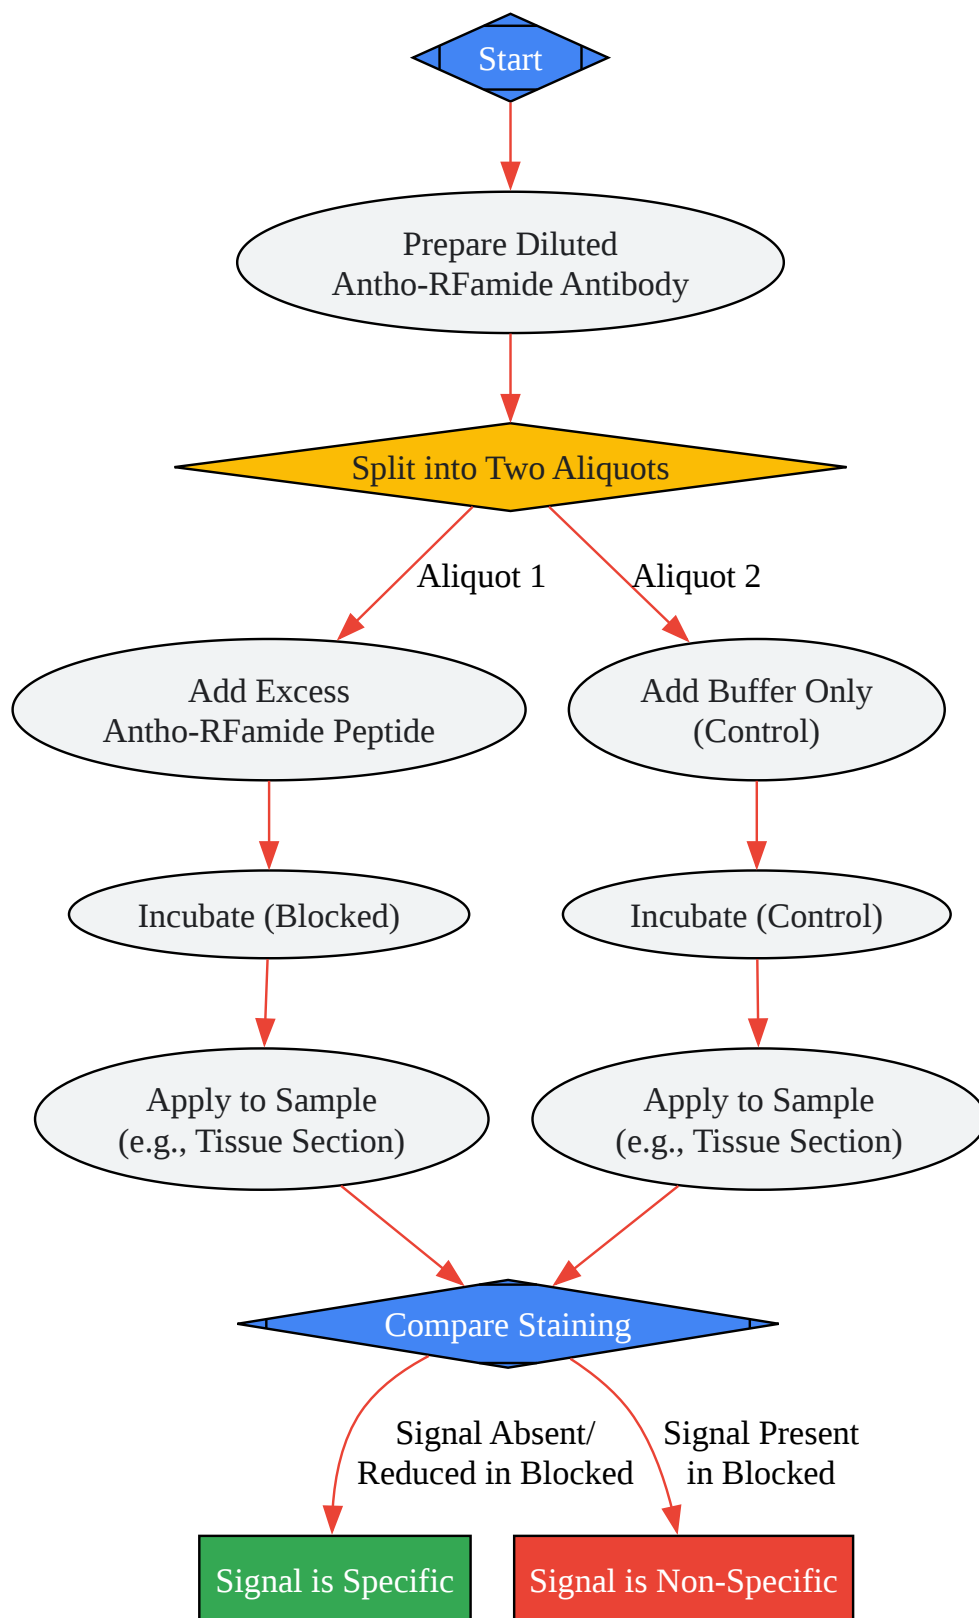 Start
Prepare Diluted
Antho-RFamide Antibody
Split into Two Aliquots
Aliquot 1
Aliquot 2
Add Excess
Antho-RFamide Peptide
Add Buffer Only
(Control)
Incubate (Blocked)
Incubate (Control)
Apply to Sample
(e.g., Tissue Section)
Apply to Sample
(e.g., Tissue Section)
Compare Staining
Signal Absent/
Reduced in Blocked
Signal Present
in Blocked
Signal is Specific
Signal is Non-Specific